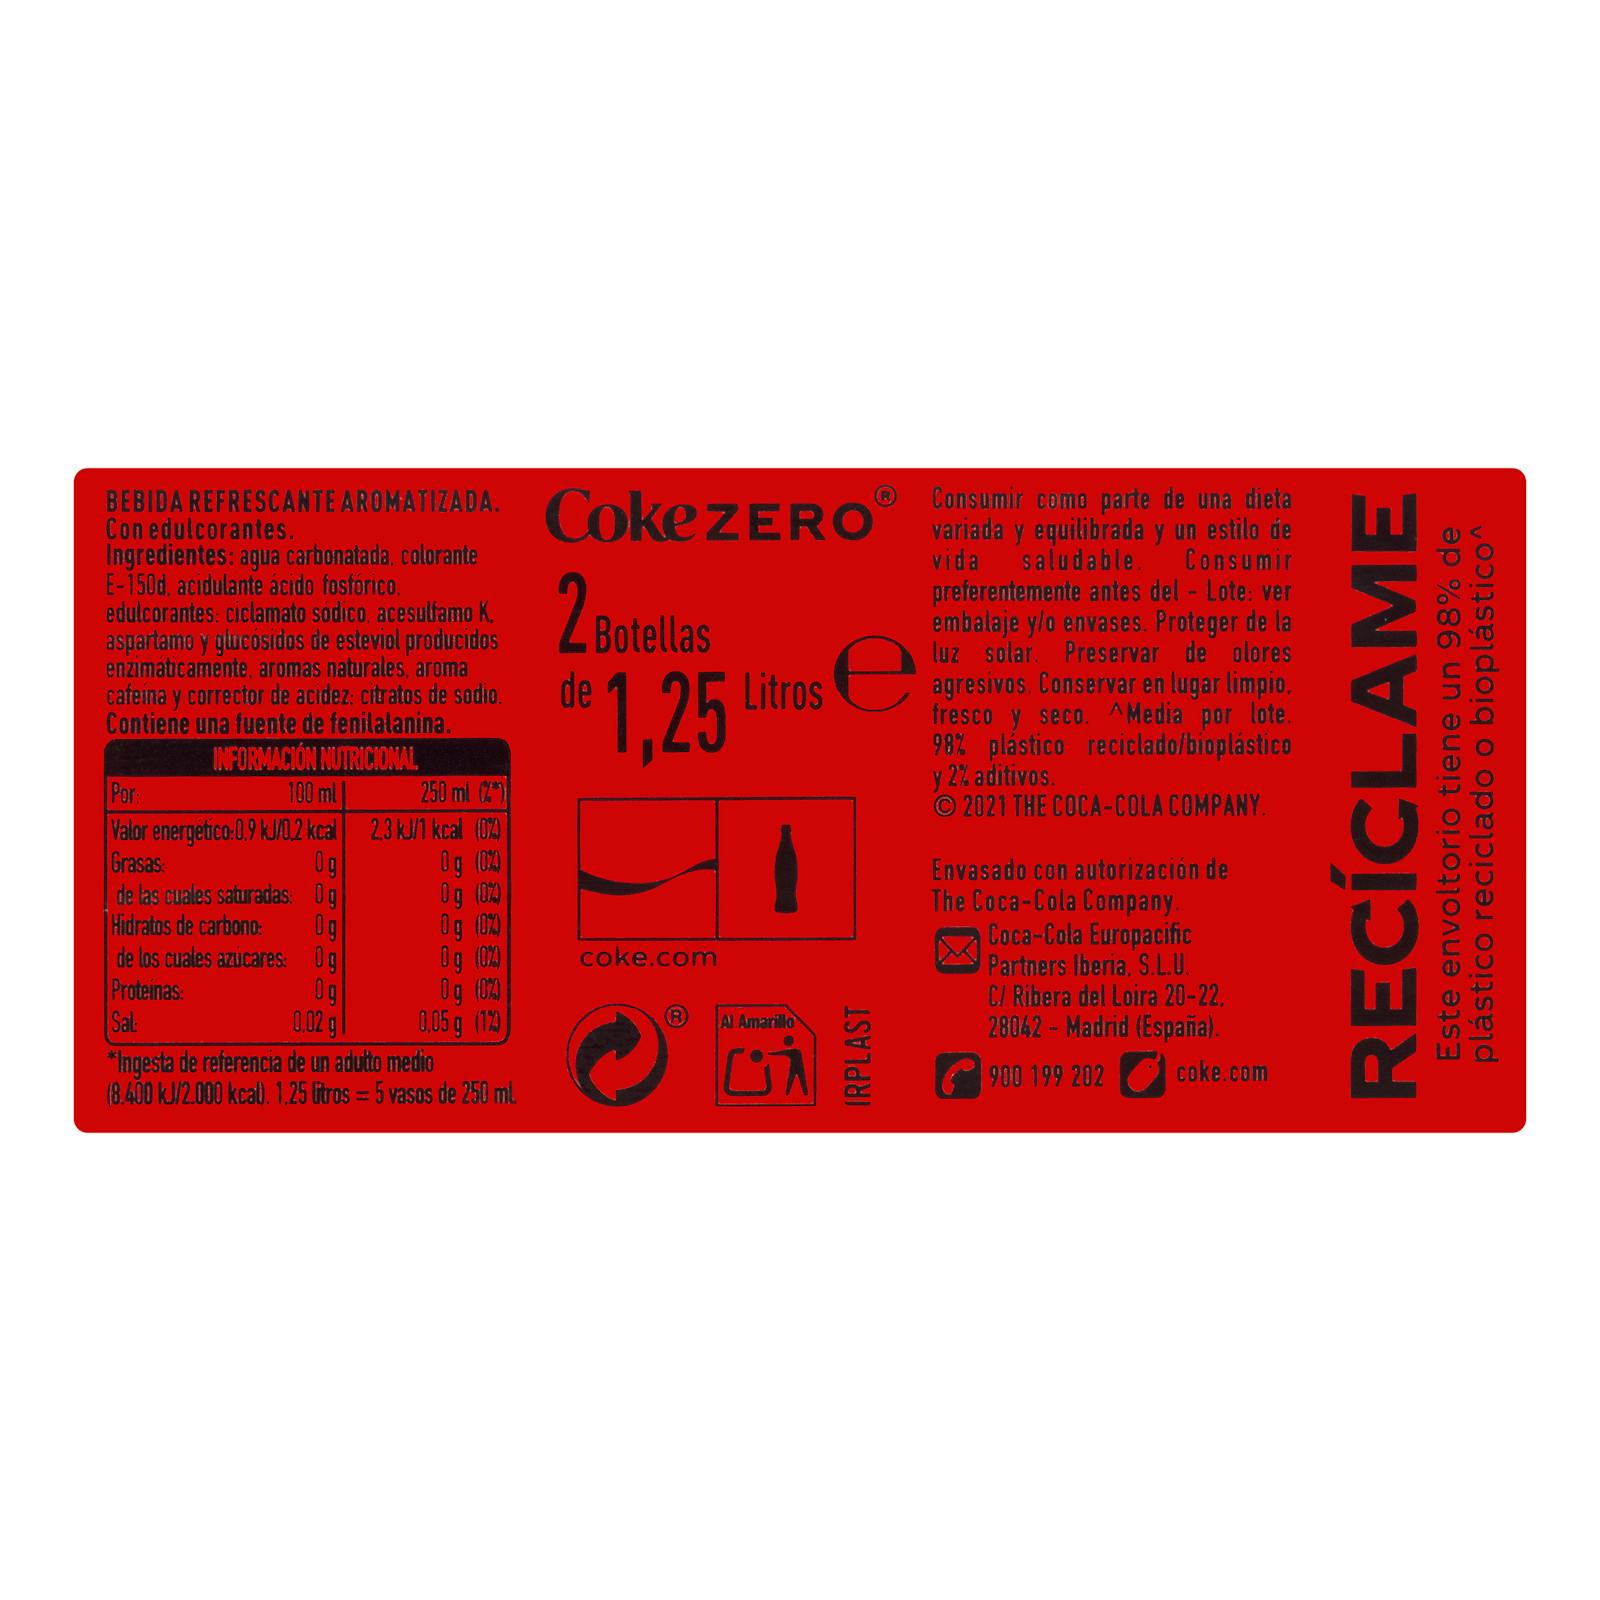 BEBIDA REFRESCANTE AROMATIZADA.
Con edulcorantes.
Ingredientes: agua carbonatada, colorante
E-150d, acidulante ácido fosfórico.
edulcorantes: ciclamato sódico, acesulfamo K,
aspartamo y glucósidos de esteviol producidos
enzimáticamente, aromas naturales, aroma
cafeína y corrector de acidez: citratos de sodio.
Contiene una fuente de fenilalanina.
INFORMACIÓN NUTRICIONAL
Por: 100 ml 250 ml (%*)
Valor energético: 0,9 kJ/0,2 kcal 2,3 kJ/1 kcal (0%)
Grasas: 0 g 0 g (0%)
de las cuales saturadas: 0 g 0 g (0%)
Hidratos de carbono: 0 g 0 g (0%)
de los cuales azúcares: 0 g 0 g (0%)
Proteínas: 0 g 0 g (0%)
Sal: 0,02 g 0,05 g (1%)
*Ingesta de referencia de un adulto medio
(8.400 kJ/2.000 kcal). 1,25 litros = 5 vasos de 250 ml.
Coke ZERO®
2 Botellas
de 1,25 Litros e
coke.com
®
Al Amarillo
IRPLAST
Consumir como parte de una dieta
variada y equilibrada y un estilo de
vida saludable. Consumir
preferentemente antes del - Lote: ver
embalaje y/o envases. Proteger de la
luz solar. Preservar de olores
agresivos. Conservar en lugar limpio,
fresco y seco. ^Media por lote.
98% plástico reciclado/bioplástico
y 2% aditivos.
© 2021 THE COCA-COLA COMPANY.
Envasado con autorización de
The Coca-Cola Company.
Coca-Cola Europacific
Partners Iberia, S.L.U.
C/ Ribera del Loira 20-22,
28042 - Madrid (España).
900 199 202 coke.com
RECÍCLAME
Este envoltorio tiene un 98% de
plástico reciclado o bioplástico^